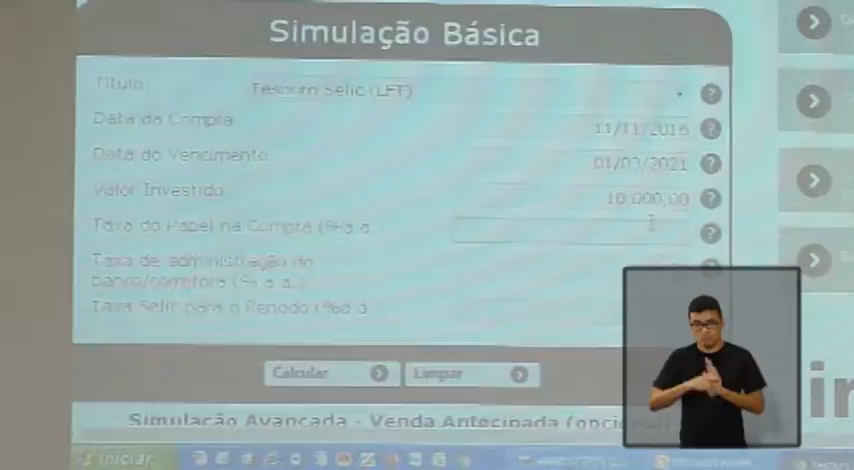 Simulação Básica
Título Tesouro Selic (LFT)
Data da Compra 11/11/2016
Data do Vencimento 01/03/2021
Valor Investido 10.000,00
Taxa do Papel na Compra (%a.a.
Taxa de administração do
banco/corretora (% a.a.)
Taxa Selic para o Período (%a.a.
Calcular Limpar
Simulação Avançada - Venda Antecipada (opcional)
Iniciar